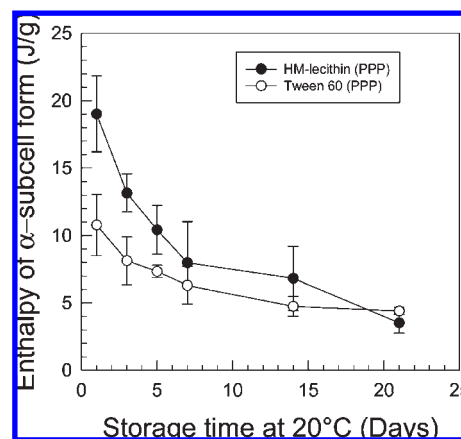 Enthalpy of α–subcell form (J/g)
25
20
15
10
5
0
HM-lecithin (PPP)
Tween 60 (PPP)
0 5 10 15 20 25
Storage time at 20°C (Days)